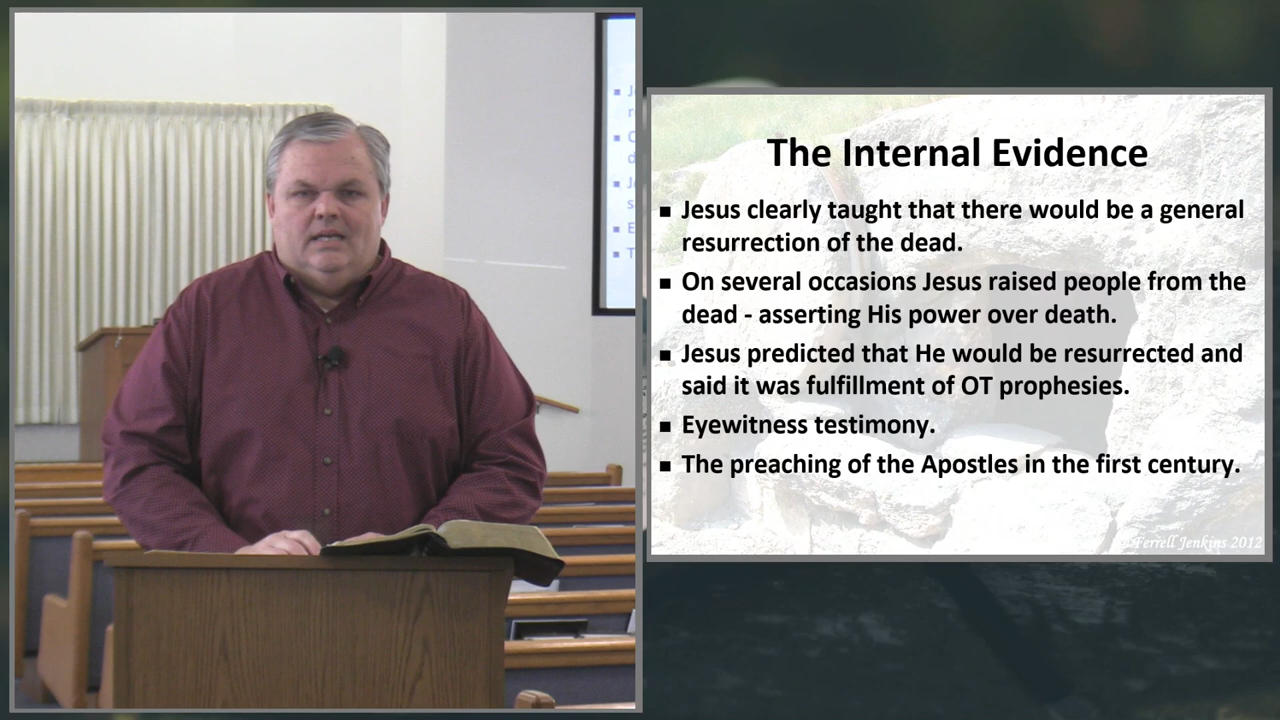 The Internal Evidence
▪ Jesus clearly taught that there would be a general
resurrection of the dead.
▪ On several occasions Jesus raised people from the
dead - asserting His power over death.
▪ Jesus predicted that He would be resurrected and
said it was fulfillment of OT prophesies.
▪ Eyewitness testimony.
▪ The preaching of the Apostles in the first century.
Ferrell Jenkins 2012